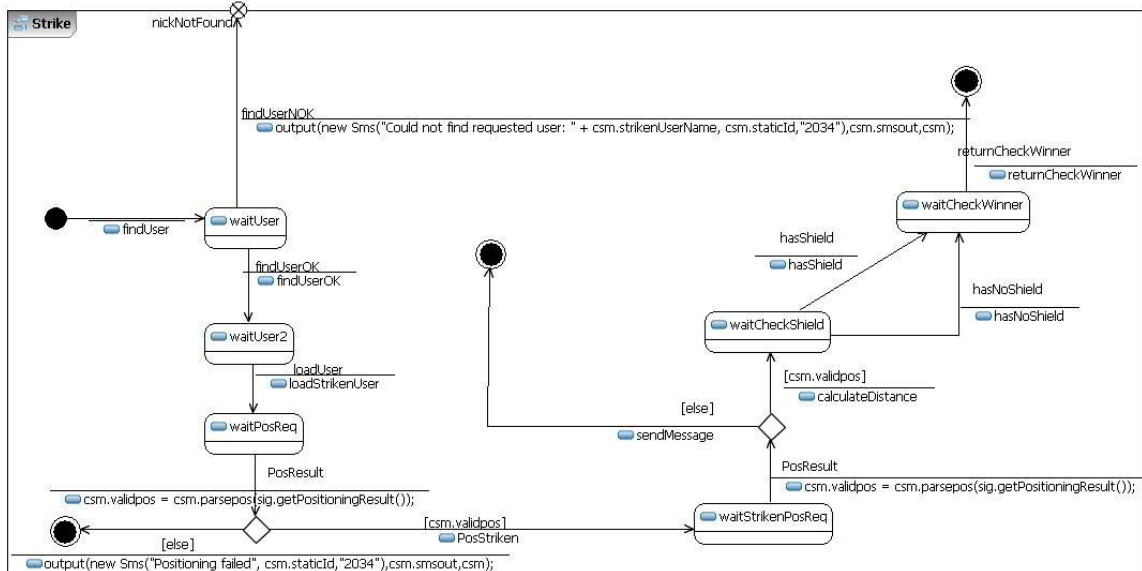 Strike
nickNotFound
findUserNOK
output(new Sms("Could not find requested user: " + csm.strikenUserName, csm.staticId,"2034"),csm.smsout,csm);
returnCheckWinner
returnCheckWinner
waitCheckWinner
waitUser
findUser
hasShield
hasShield
findUserOK
findUserOK
hasNoShield
hasNoShield
waitCheckShield
waitUser2
loadUser
loadStrikenUser
[csm.validpos]
calculateDistance
[else]
sendMessage
waitPosReq
PosResult
csm.validpos = csm.parsepos(sig.getPositioningResult());
PosResult
csm.validpos = csm.parsepos(sig.getPositioningResult());
waitStrikenPosReq
[csm.validpos]
PosStriken
[else]
output(new Sms("Positioning failed", csm.staticId,"2034"),csm.smsout,csm);